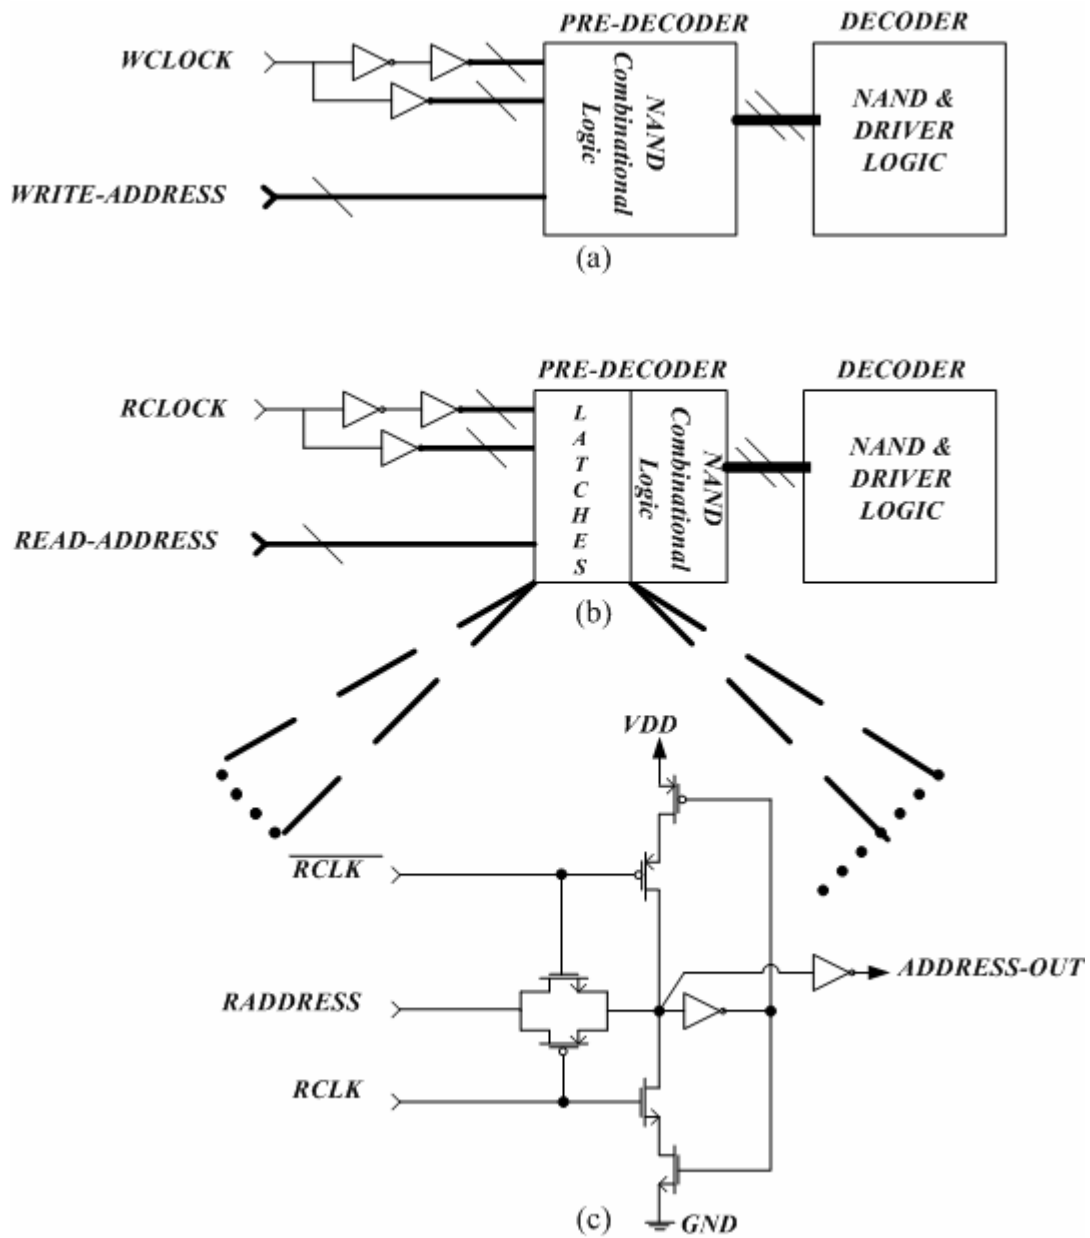 PRE-DECODER
DECODER
WCLOCK
NAND
Combinational
Logic
NAND &
DRIVER
LOGIC
WRITE-ADDRESS
(a)
PRE-DECODER
DECODER
RCLOCK
LATCHES
NAND
Combinational
Logic
NAND &
DRIVER
LOGIC
READ-ADDRESS
(b)
VDD
RCLK
ADDRESS-OUT
RADDRESS
RCLK
GND
(c)